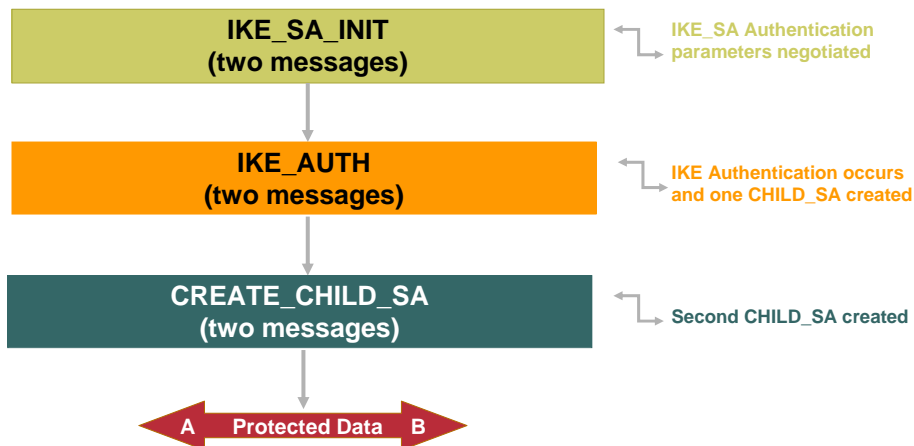 IKE_SA_INIT
(two messages)
IKE_SA Authentication
parameters negotiated
IKE_AUTH
(two messages)
IKE Authentication occurs
and one CHILD_SA created
CREATE_CHILD_SA
(two messages)
Second CHILD_SA created
A Protected Data B